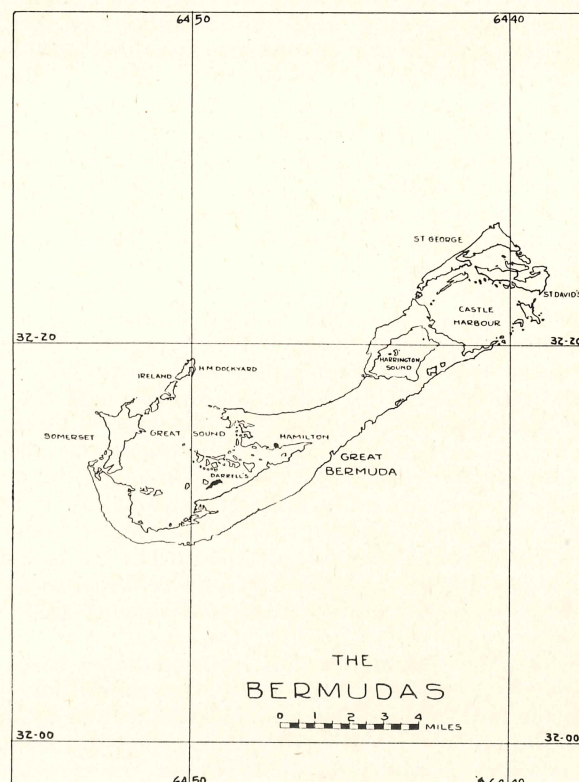 64 50 64 40
ST GEORGE
ST DAVID'S
CASTLE
HARBOUR
32-20 32-20
HARRINGTON
SOUND
IRELAND H.M DOCKYARD
SOMERSET GREAT SOUND HAMILTON
GREAT
BERMUDA
DARRELL'S
THE
BERMUDAS
0 1 2 3 4
MILES
32-00 32-00
64 50 64 40